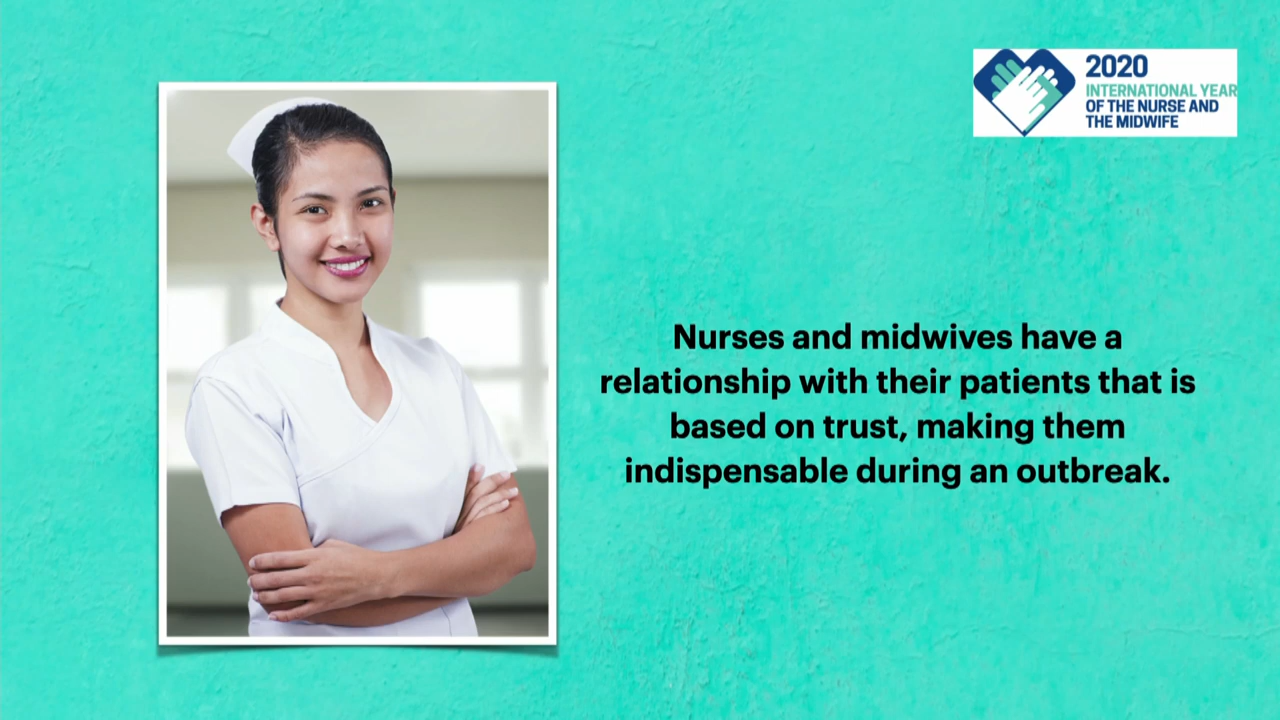 2020
INTERNATIONAL YEAR
OF THE NURSE AND
THE MIDWIFE
Nurses and midwives have a
relationship with their patients that is
based on trust, making them
indispensable during an outbreak.